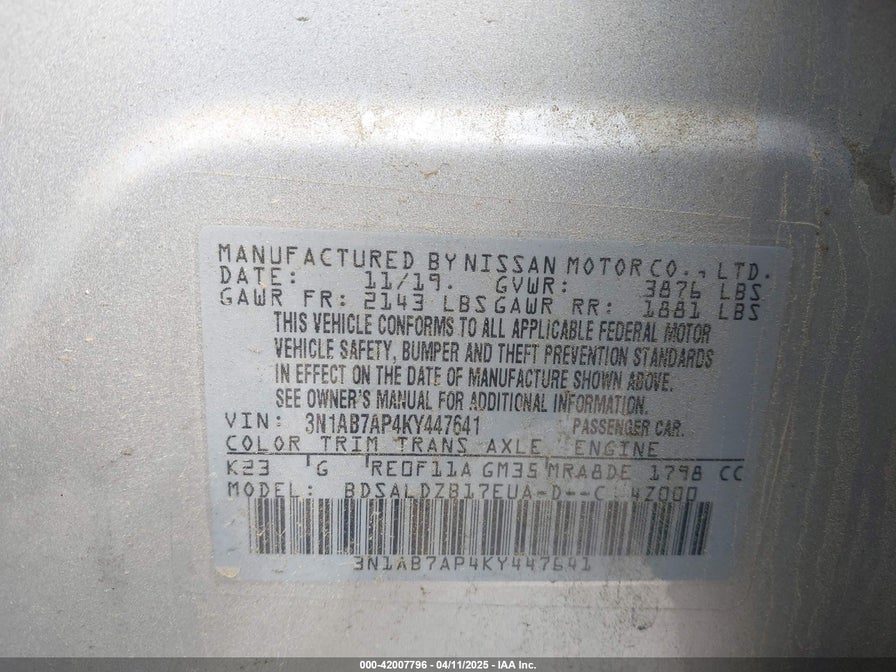 MANUFACTURED BY NISSAN MOTOR CO., LTD.
DATE: 11/19. GVWR: 3876 LBS
GAWR FR: 2143 LBS GAWR RR: 1881 LBS
THIS VEHICLE CONFORMS TO ALL APPLICABLE FEDERAL MOTOR
VEHICLE SAFETY, BUMPER AND THEFT PREVENTION STANDARDS
IN EFFECT ON THE DATE OF MANUFACTURE SHOWN ABOVE.
SEE OWNER'S MANUAL FOR ADDITIONAL INFORMATION.
VIN: 3N1AB7AP4KY447641 PASSENGER CAR.
COLOR TRIM TRANS AXLE ENGINE
K23 G RE0F11A GM35 MRA8DE 1798 CC
MODEL: BDSALDZB17EUA-D--C 4Z000
3N1AB7AP4KY447641
000-42007796 - 04/11/2025 - IAA Inc.